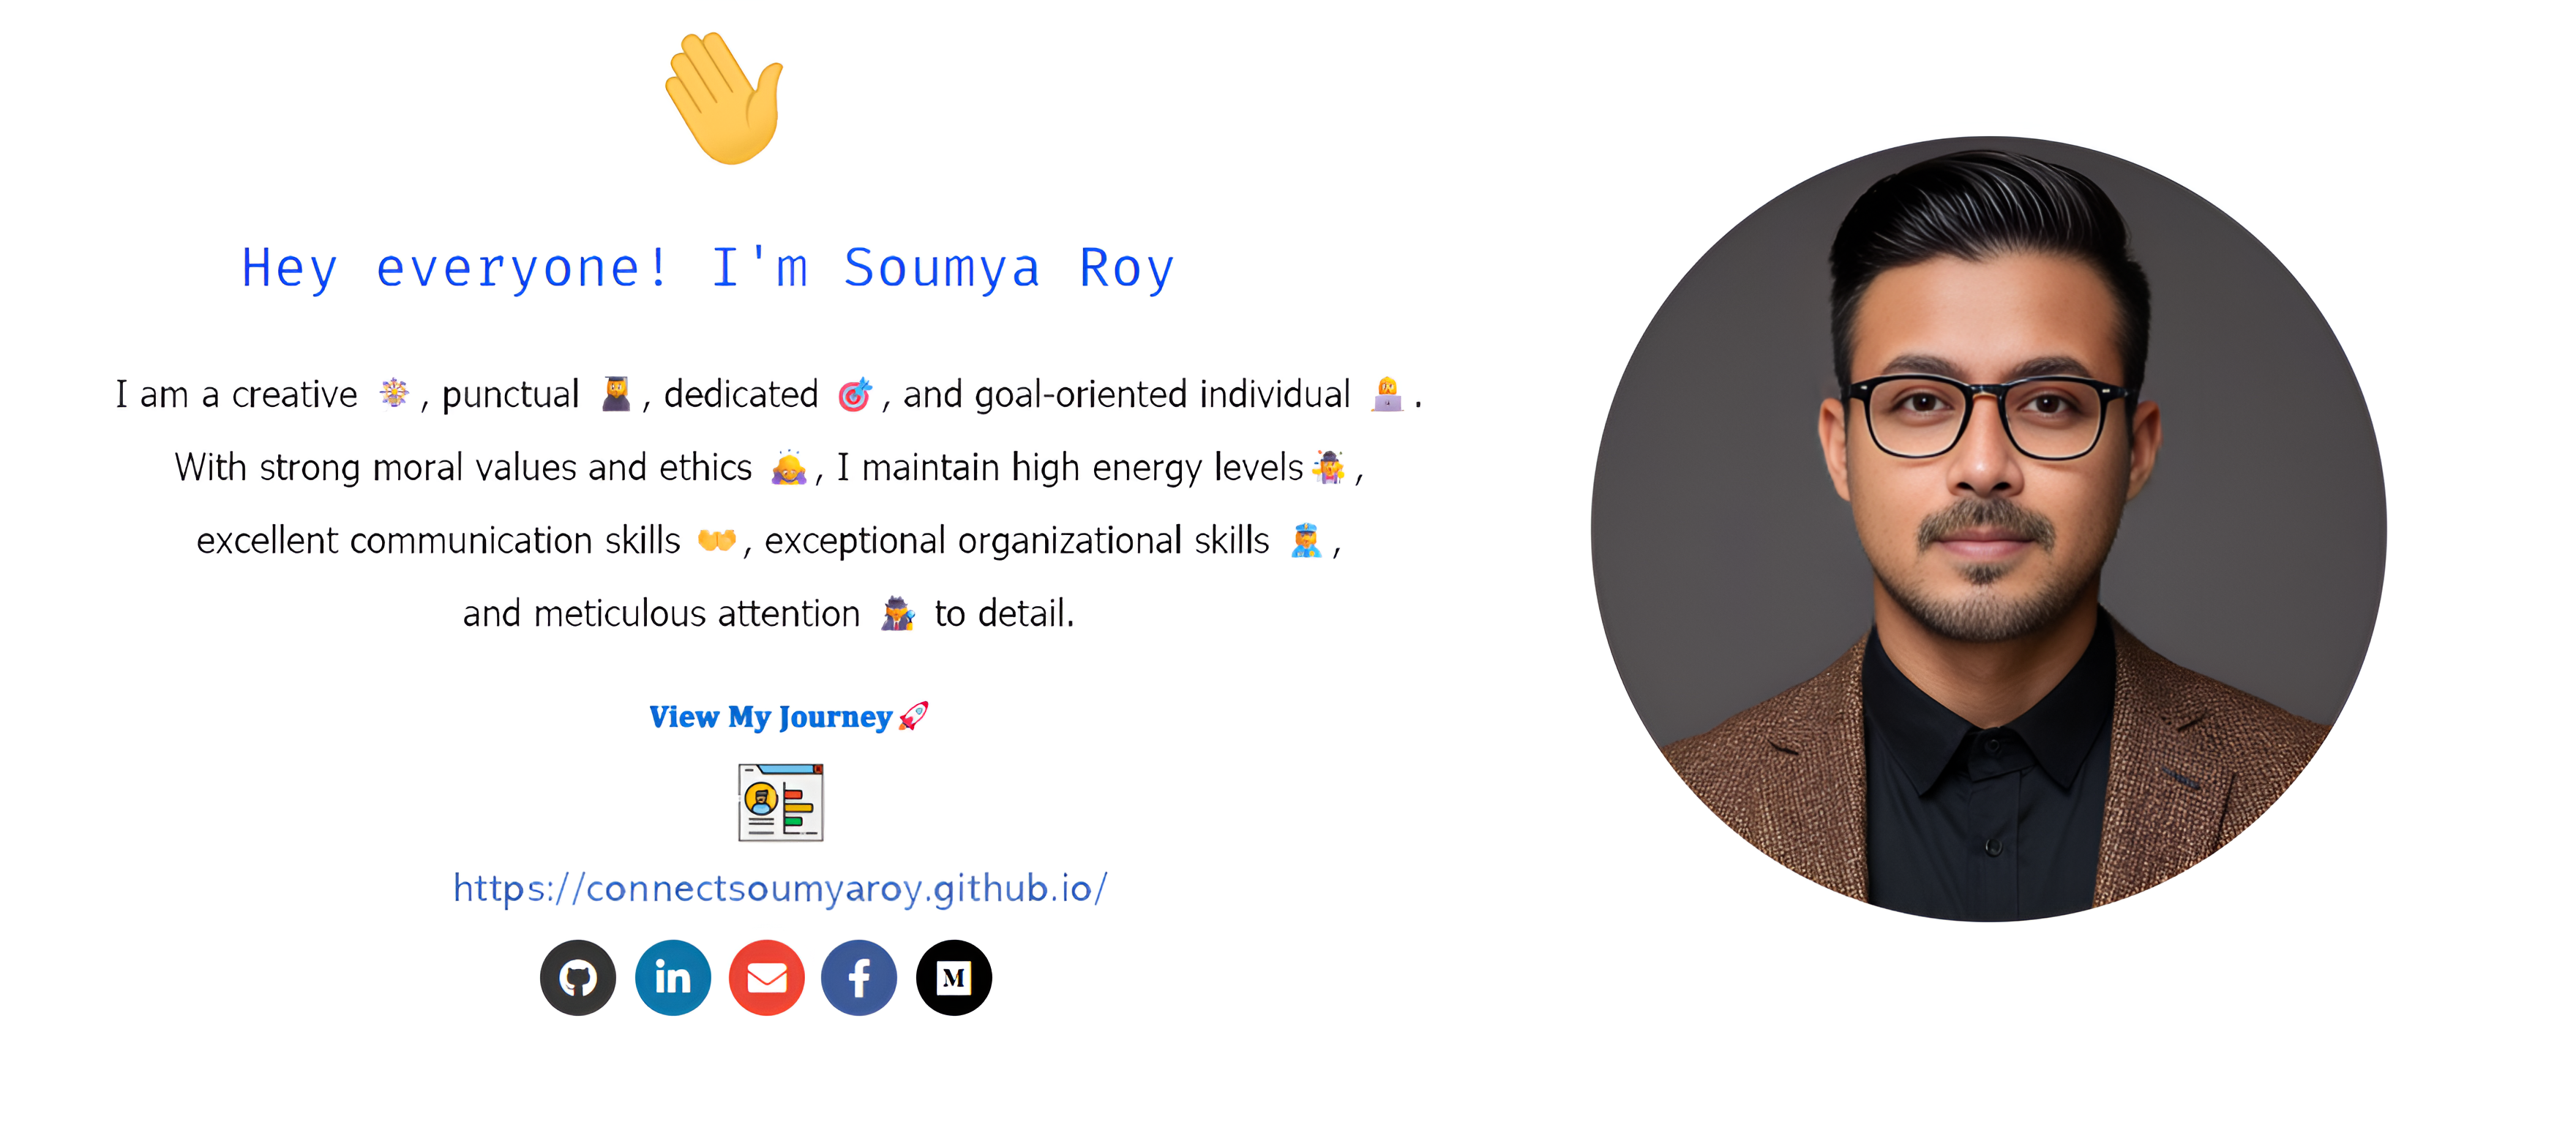 Hey everyone! I'm Soumya Roy
I am a creative , punctual , dedicated , and goal-oriented individual .
With strong moral values and ethics , I maintain high energy levels ,
excellent communication skills , exceptional organizational skills ,
and meticulous attention to detail.
View My Journey
https://connectsoumyaroy.github.io/
in
f
M